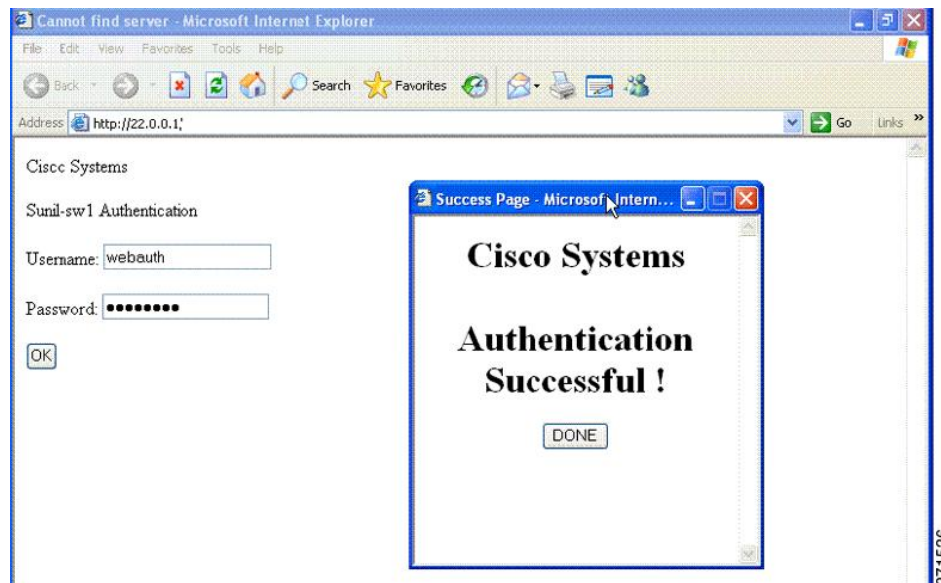 Cannot find server - Microsoft Internet Explorer
File Edit View Favorites Tools Help
Back Search Favorites
Address http://22.0.0.1; Go Links »
Cisco Systems
Sunil-sw1 Authentication
Username: webauth
Password: ••••••••
OK
Success Page - Microsoft Intern...
Cisco Systems
Authentication
Successful !
DONE